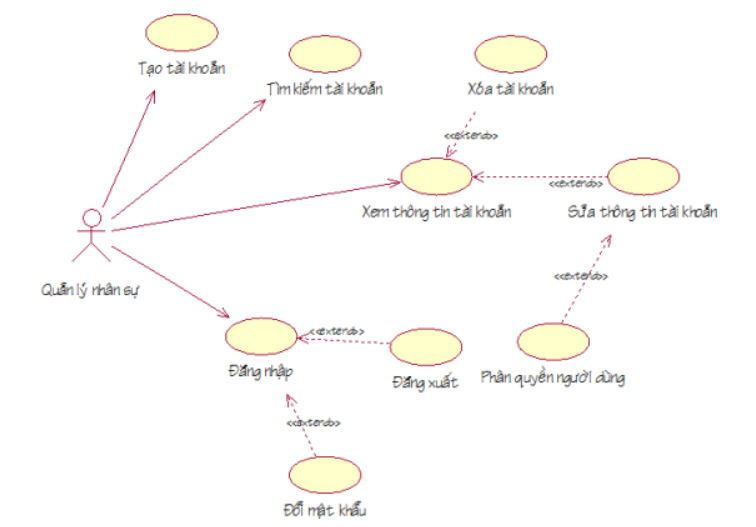 Tạo tài khoản
Tìm kiếm tài khoản
Xóa tài khoản
<<extend>>
Xem thông tin tài khoản
<<extend>>
Sửa thông tin tài khoản
Quản lý nhân sự
<<extend>>
<<extend>>
Đăng nhập
Đăng xuất
Phân quyền người dùng
<<extend>>
Đổi mật khẩu